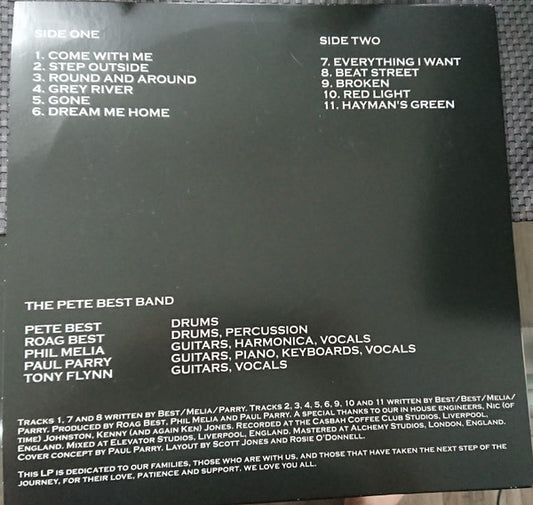 SIDE ONE
1. COME WITH ME
2. STEP OUTSIDE
3. ROUND AND AROUND
4. GREY RIVER
5. GONE
6. DREAM ME HOME
SIDE TWO
7. EVERYTHING I WANT
8. BEAT STREET
9. BROKEN
10. RED LIGHT
11. HAYMAN'S GREEN
THE PETE BEST BAND
PETE BEST DRUMS
ROAG BEST DRUMS, PERCUSSION
PHIL MELIA GUITARS, HARMONICA, VOCALS
PAUL PARRY GUITARS, PIANO, KEYBOARDS, VOCALS
TONY FLYNN GUITARS, VOCALS
TRACKS 1, 7 AND 8 WRITTEN BY BEST/MELIA/PARRY. TRACKS 2, 3, 4, 5, 6, 9, 10 AND 11 WRITTEN BY BEST/BEST/MELIA/
PARRY. PRODUCED BY ROAG BEST, PHIL MELIA AND PAUL PARRY. A SPECIAL THANKS TO OUR IN HOUSE ENGINEERS, NIC (OF
TIME) JOHNSTON, KENNY (AND AGAIN KEN) JONES. RECORDED AT THE CASBAH COFFEE CLUB STUDIOS, LIVERPOOL,
ENGLAND. MIXED AT ELEVATOR STUDIOS, LIVERPOOL, ENGLAND. MASTERED AT ALCHEMY STUDIOS, LONDON, ENGLAND.
COVER CONCEPT BY PAUL PARRY. LAYOUT BY SCOTT JONES AND ROSIE O'DONNELL.
THIS LP IS DEDICATED TO OUR FAMILIES, THOSE WHO ARE WITH US, AND THOSE THAT HAVE TAKEN THE NEXT STEP OF THE
JOURNEY, FOR THEIR LOVE, PATIENCE AND SUPPORT. WE LOVE YOU ALL.